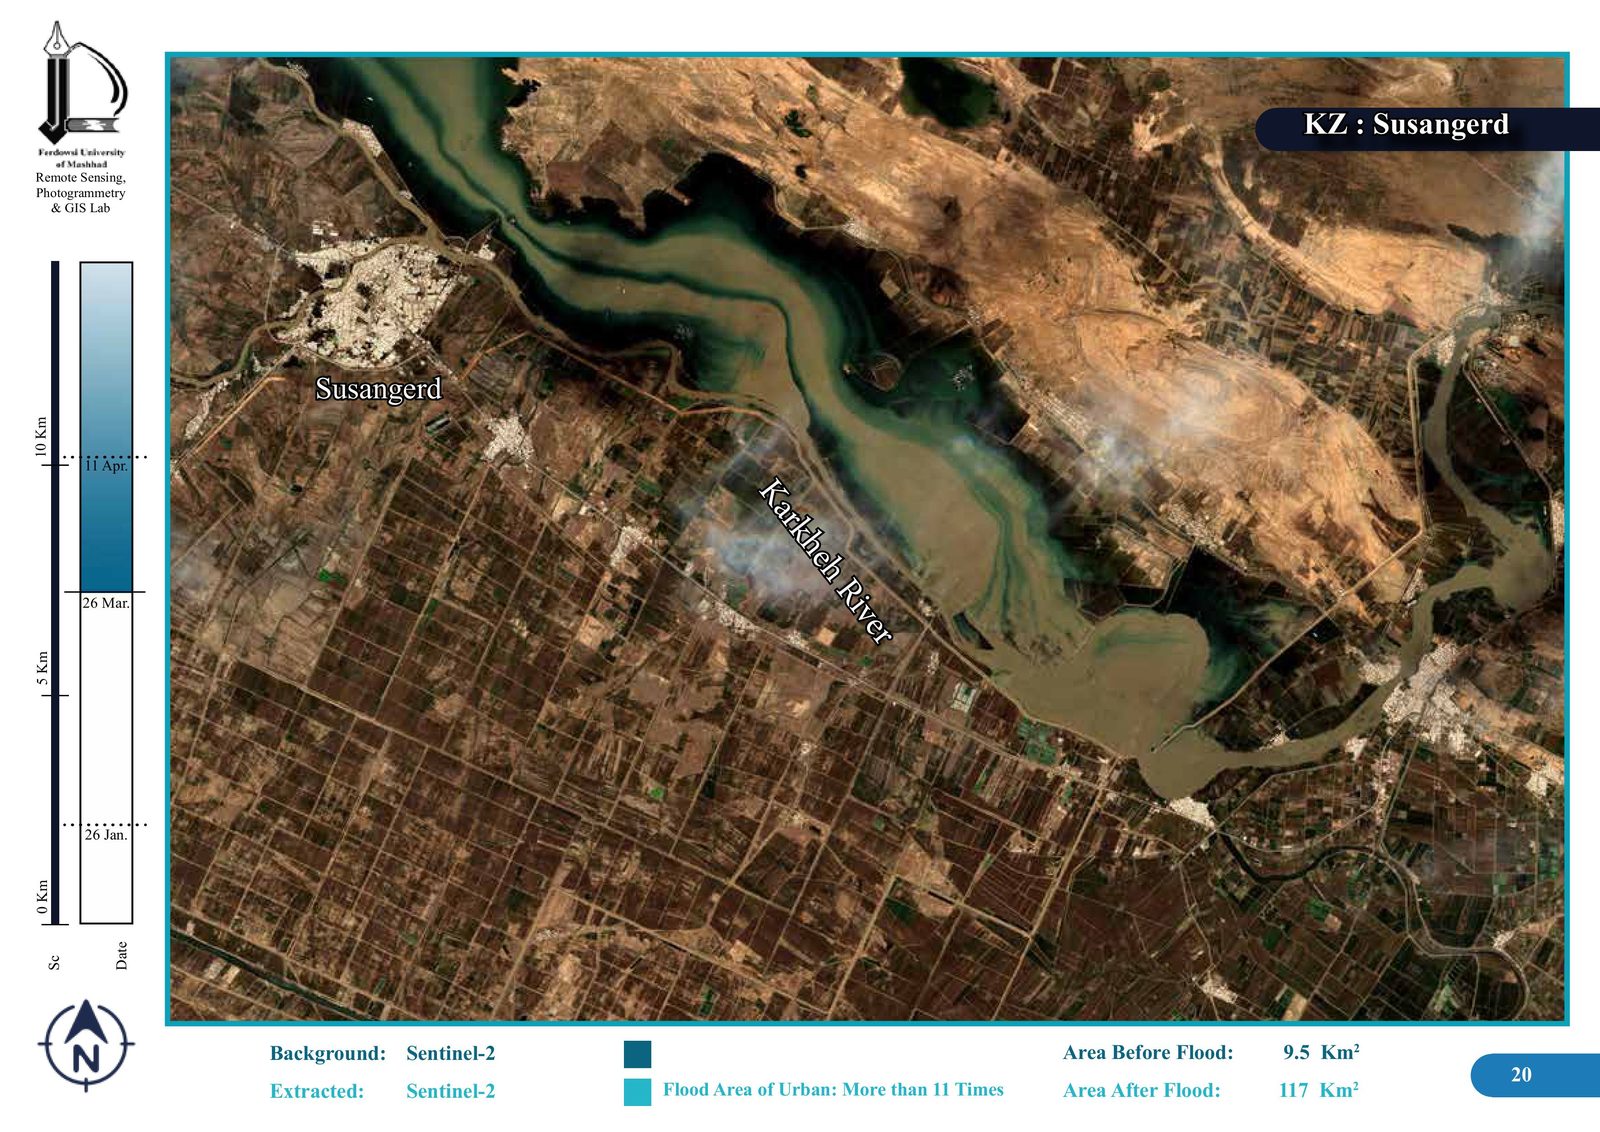 Ferdowsi University
of Mashhad
Remote Sensing,
Photogrammetry
& GIS Lab
KZ : Susangerd
Susangerd
Karkheh River
10 Km
5 Km
0 Km
Sc
11 Apr.
26 Mar.
26 Jan.
Date
N
Background: Sentinel-2
Extracted: Sentinel-2
Flood Area of Urban: More than 11 Times
Area Before Flood: 9.5 Km²
Area After Flood: 117 Km²
20